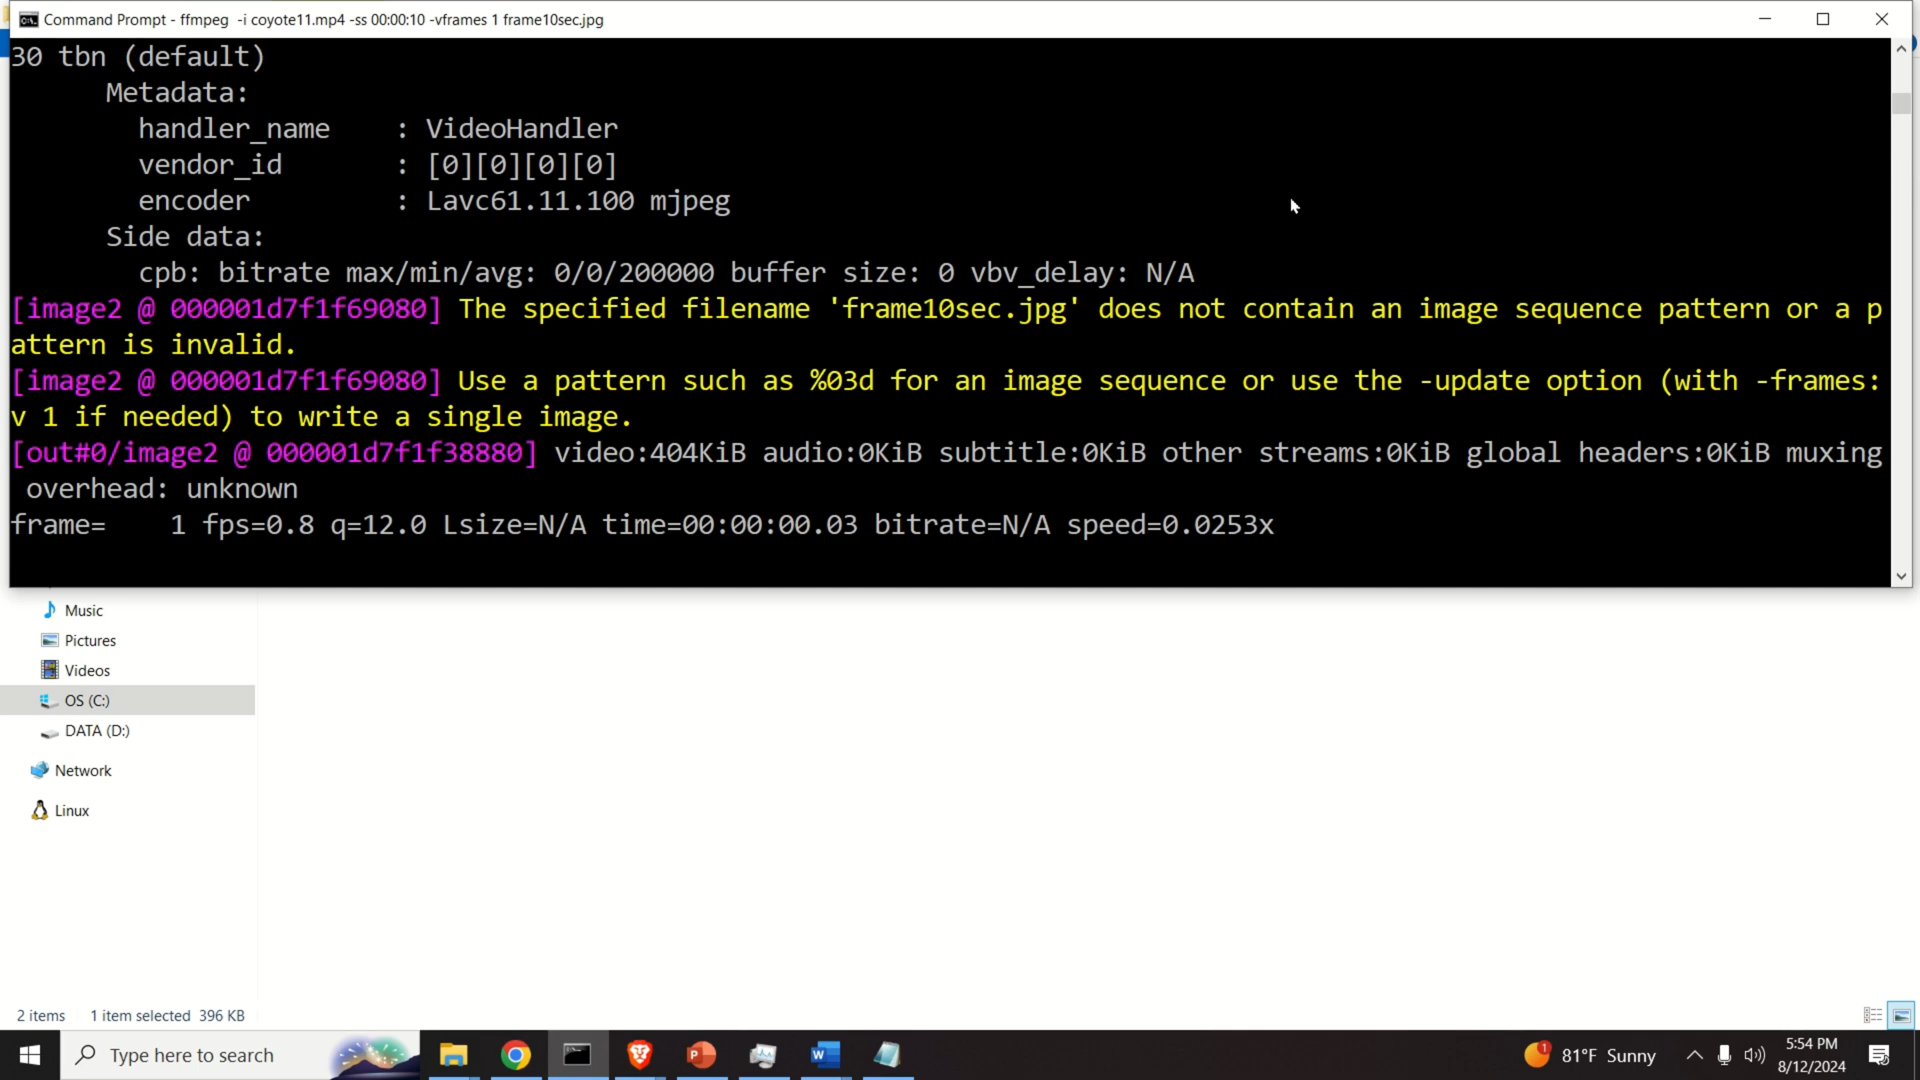 Command Prompt - ffmpeg  -i coyote11.mp4 -ss 00:00:10 -vframes 1 frame10sec.jpg
30 tbn (default)
      Metadata:
        handler_name    : VideoHandler
        vendor_id       : [0][0][0][0]
        encoder         : Lavc61.11.100 mjpeg
      Side data:
        cpb: bitrate max/min/avg: 0/0/200000 buffer size: 0 vbv_delay: N/A
[image2 @ 000001d7f1f69080] The specified filename 'frame10sec.jpg' does not contain an image sequence pattern or a p
attern is invalid.
[image2 @ 000001d7f1f69080] Use a pattern such as %03d for an image sequence or use the -update option (with -frames:
v 1 if needed) to write a single image.
[out#0/image2 @ 000001d7f1f38880] video:404KiB audio:0KiB subtitle:0KiB other streams:0KiB global headers:0KiB muxing
 overhead: unknown
frame=    1 fps=0.8 q=12.0 Lsize=N/A time=00:00:00.03 bitrate=N/A speed=0.0253x
Music
Pictures
Videos
OS (C:)
DATA (D:)
Network
Linux
2 items 1 item selected 396 KB
Type here to search
81°F Sunny
5:54 PM
8/12/2024